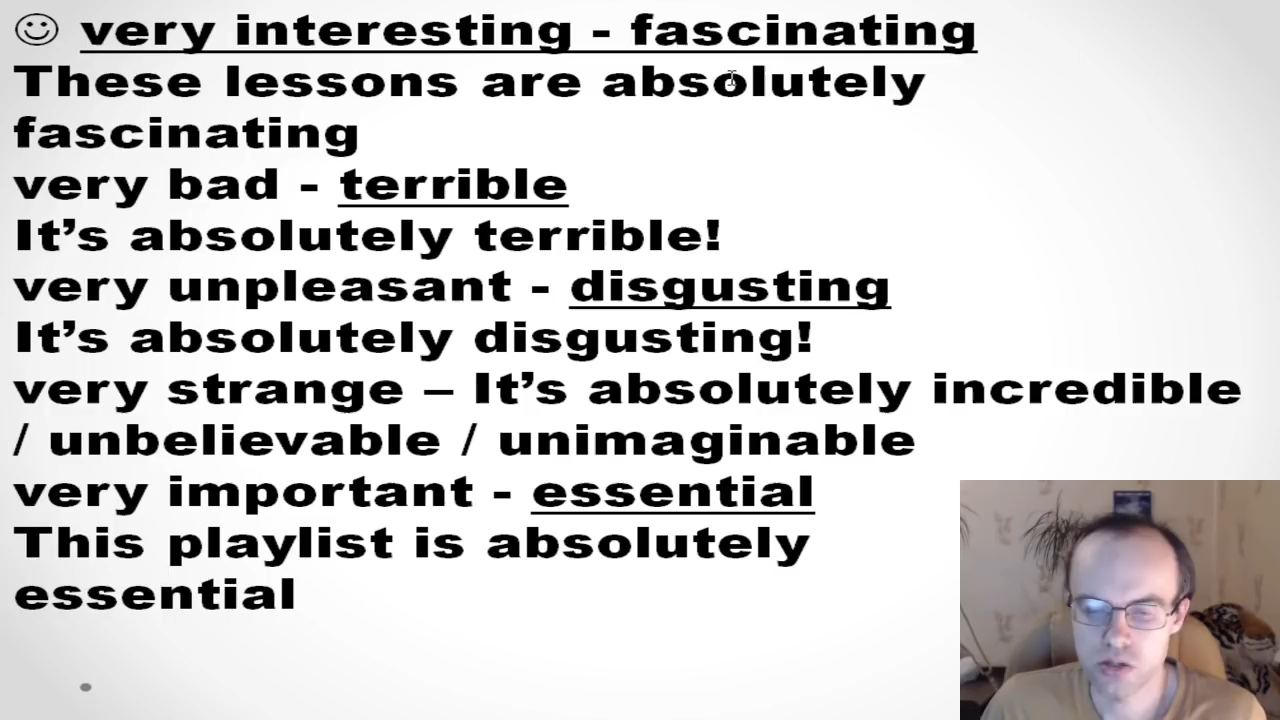 ☺ very interesting - fascinating
These lessons are absolutely
fascinating
very bad - terrible
It’s absolutely terrible!
very unpleasant - disgusting
It’s absolutely disgusting!
very strange – It’s absolutely incredible
/ unbelievable / unimaginable
very important - essential
This playlist is absolutely
essential